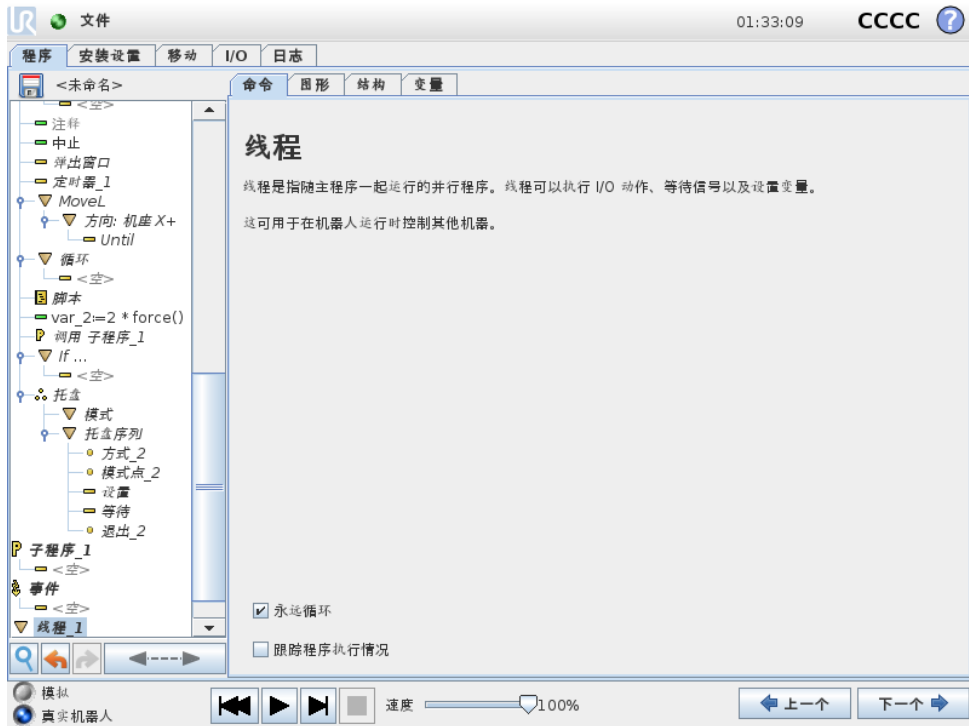 UR 文件 01:33:09 CCCC ?
程序 安装设置 移动 I/O 日志
<未命名>
命令 图形 结构 变量
<空>
注释
中止
弹出窗口
定时器_1
MoveL
方向: 机座 X+
Until
循环
<空>
脚本
var_2:=2 * force()
P 调用 子程序_1
If ...
<空>
托盘
模式
托盘序列
方式_2
模式点_2
设置
等待
退出_2
P 子程序_1
<空>
事件
<空>
线程_1
线程
线程是指随主程序一起运行的并行程序。线程可以执行 I/O 动作、等待信号以及设置变量。
这可用于在机器人运行时控制其他机器。
永远循环
跟踪程序执行情况
模拟
真实机器人
速度 100%
上一个 下一个